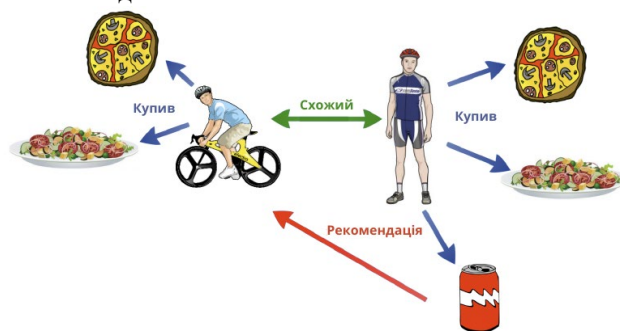 Купив
Схожий
Купив
Рекомендація